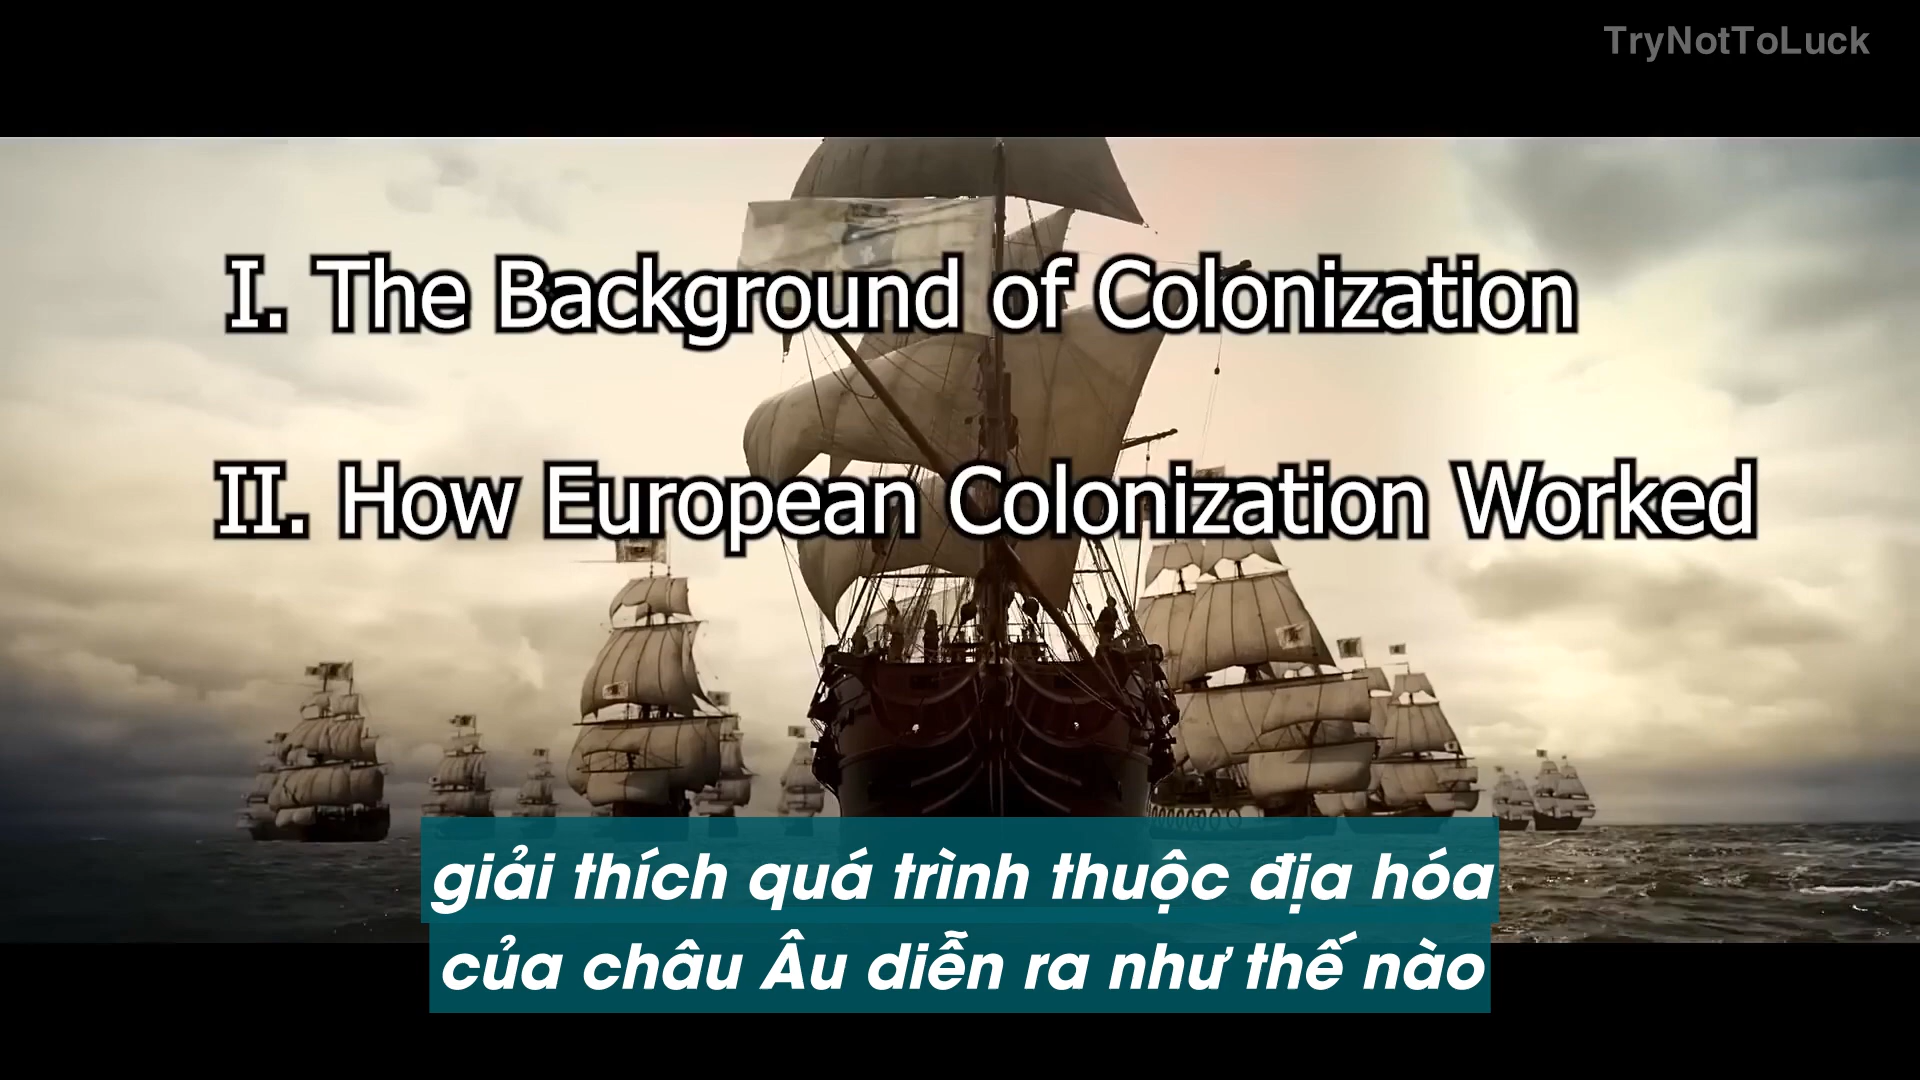 TryNotToLuck
I. The Background of Colonization
II. How European Colonization Worked
giải thích quá trình thuộc địa hóa
của châu Âu diễn ra như thế nào